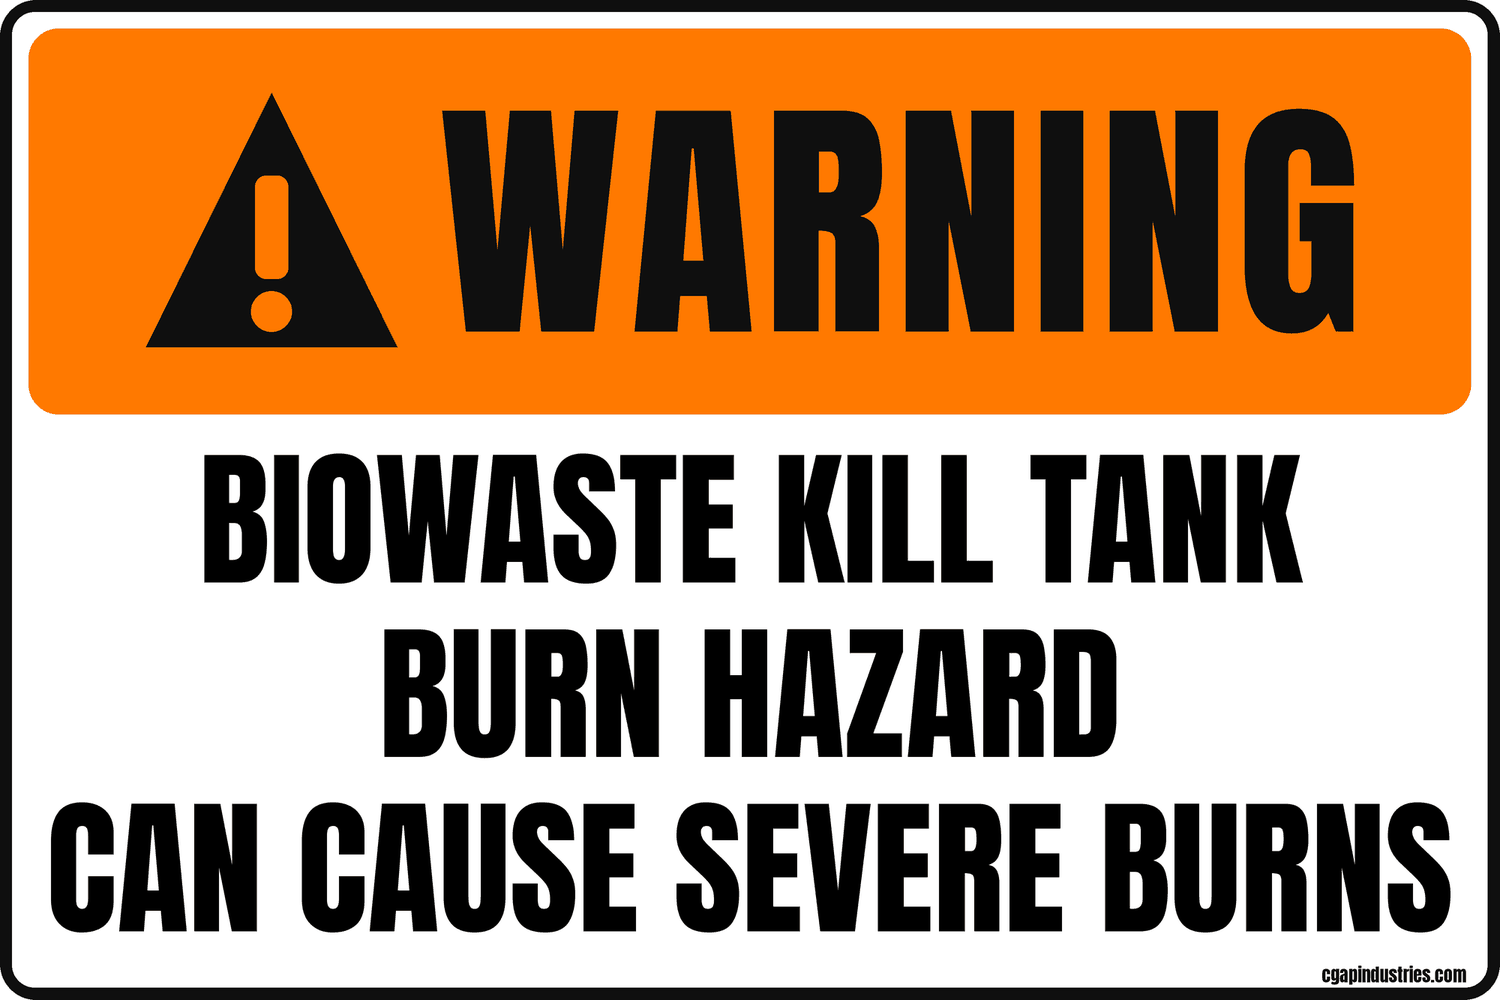 WARNING
BIOWASTE KILL TANK
BURN HAZARD
CAN CAUSE SEVERE BURNS
cgapindustries.com